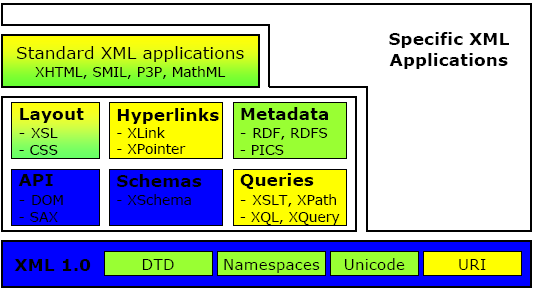 Specific XML
Applications
Standard XML applications
XHTML, SMIL, P3P, MathML
Layout
- XSL
- CSS
Hyperlinks
- XLink
- XPointer
Metadata
- RDF, RDFS
- PICS
API
- DOM
- SAX
Schemas
- XSchema
Queries
- XSLT, XPath
- XQL, XQuery
XML 1.0
DTD
Namespaces
Unicode
URI